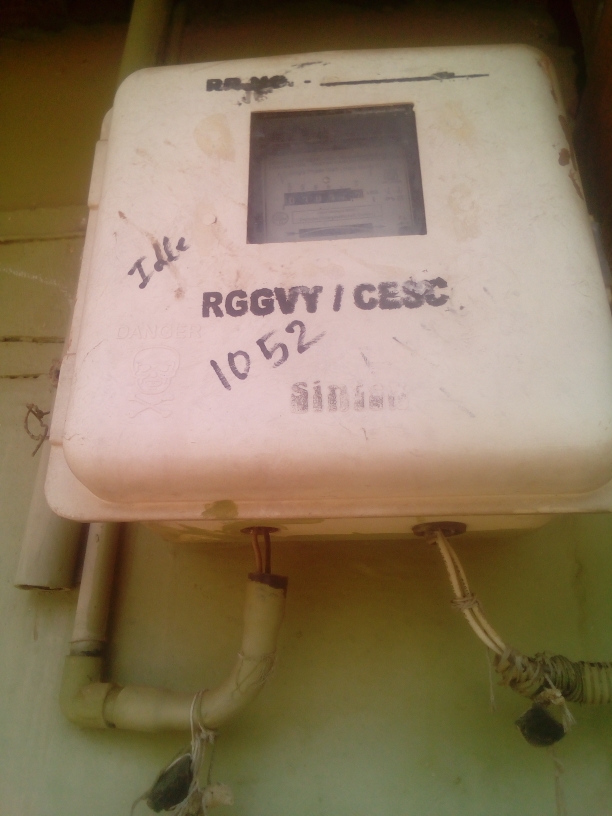 RR.NO. -
Idle
RGGVY / CESC
1052
DANGER